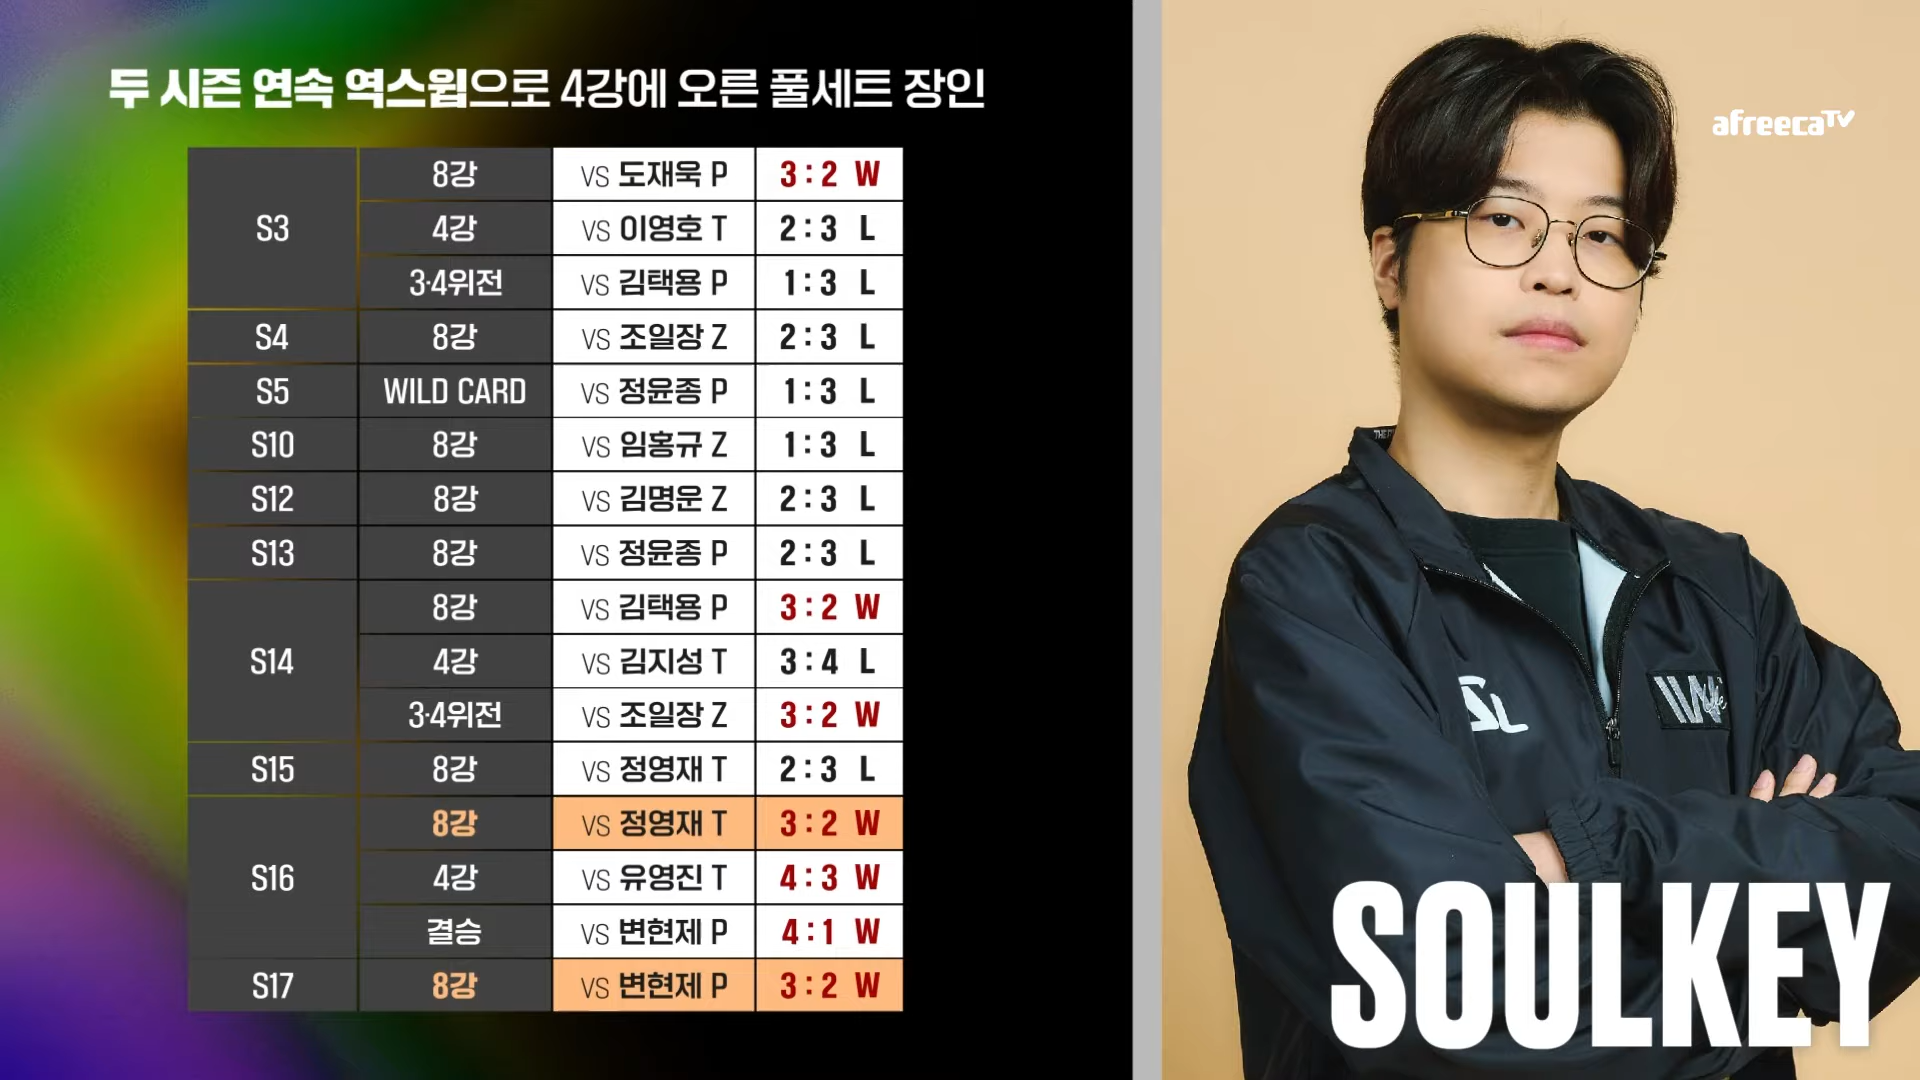 두 시즌 연속 역스윕으로 4강에 오른 풀세트 장인
afreecaTV
S3
8강 VS 도재욱 P 3:2 W
4강 VS 이영호 T 2:3 L
3·4위전 VS 김택용 P 1:3 L
S4 8강 VS 조일장 Z 2:3 L
S5 WILD CARD VS 정윤종 P 1:3 L
S10 8강 VS 임홍규 Z 1:3 L
S12 8강 VS 김명운 Z 2:3 L
S13 8강 VS 정윤종 P 2:3 L
S14
8강 VS 김택용 P 3:2 W
4강 VS 김지성 T 3:4 L
3·4위전 VS 조일장 Z 3:2 W
S15 8강 VS 정영재 T 2:3 L
S16
8강 VS 정영재 T 3:2 W
4강 VS 유영진 T 4:3 W
결승 VS 변현제 P 4:1 W
S17 8강 VS 변현제 P 3:2 W
SL
SOULKEY